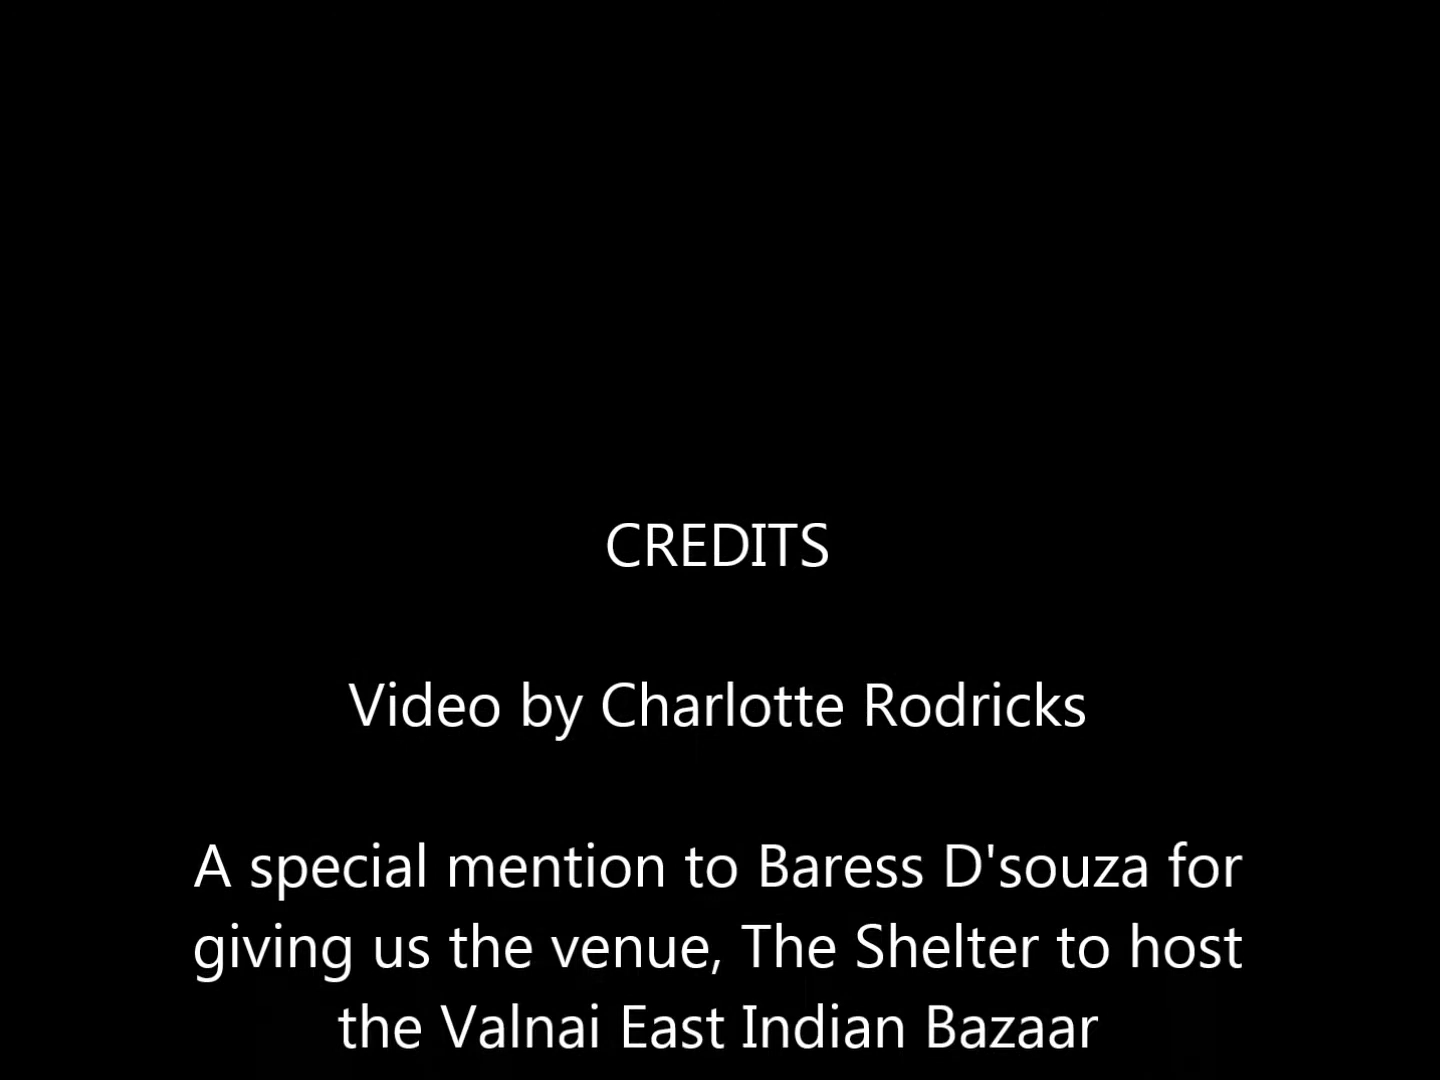 CREDITS
Video by Charlotte Rodricks
A special mention to Baress D'souza for
giving us the venue, The Shelter to host
the Valnai East Indian Bazaar